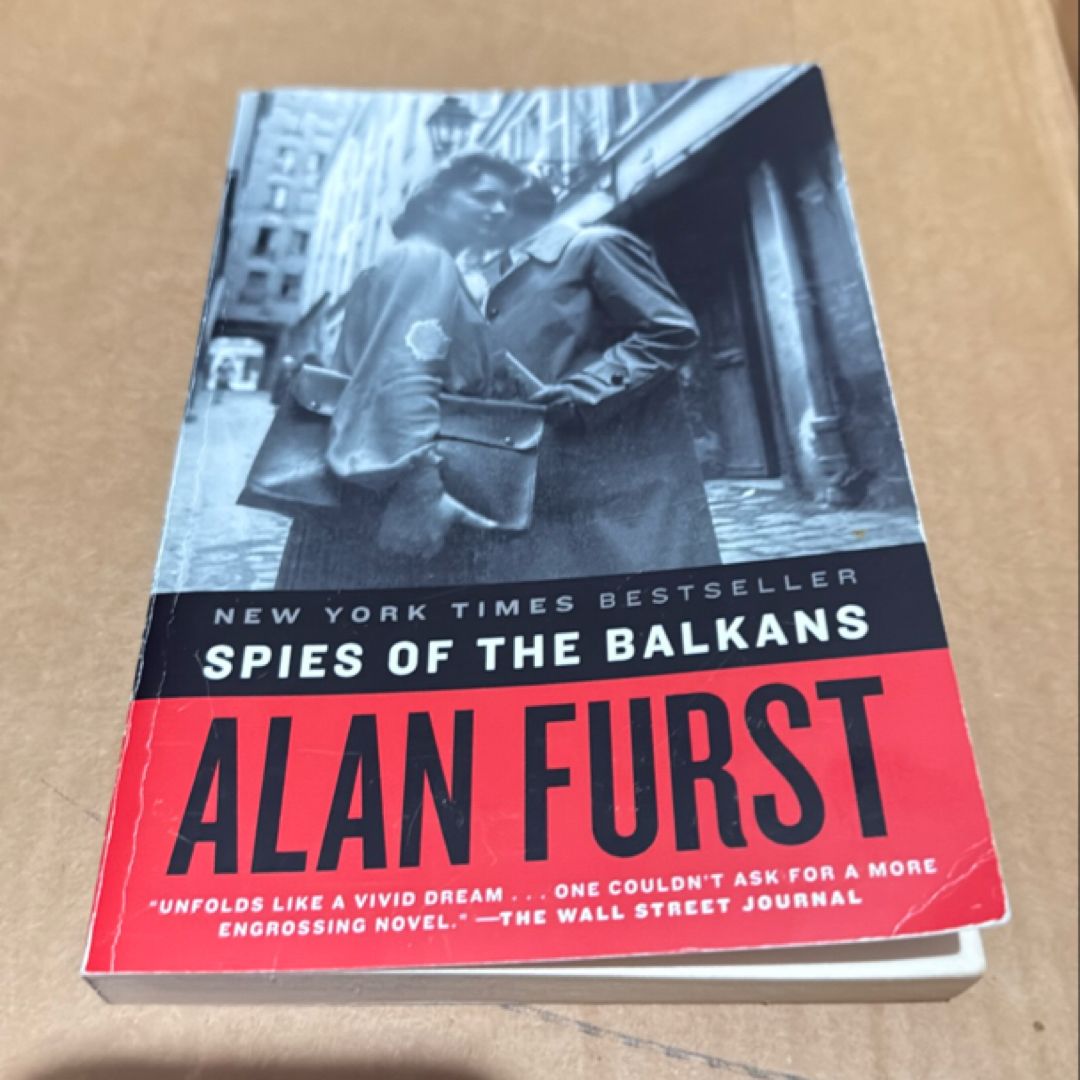 NEW YORK TIMES BESTSELLER
SPIES OF THE BALKANS
ALAN FURST
"UNFOLDS LIKE A VIVID DREAM . . . ONE COULDN'T ASK FOR A MORE
ENGROSSING NOVEL." —THE WALL STREET JOURNAL